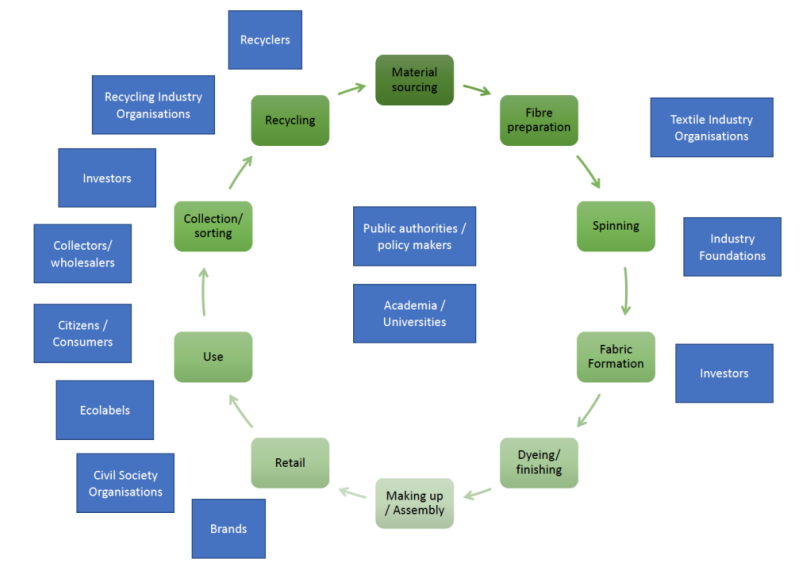 Recyclers
Material
sourcing
Recycling Industry
Organisations
Recycling
Fibre
preparation
Textile Industry
Organisations
Investors
Collection/
sorting
Public authorities /
policy makers
Spinning
Industry
Foundations
Collectors/
wholesalers
Academia /
Universities
Citizens /
Consumers
Use
Fabric
Formation
Investors
Ecolabels
Retail
Dyeing/
finishing
Civil Society
Organisations
Making up
/ Assembly
Brands